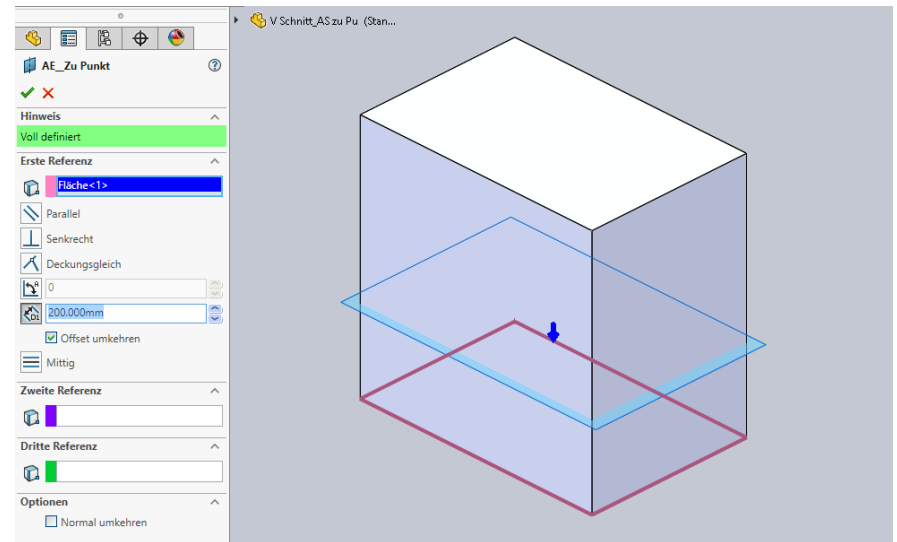 V Schnitt_AS zu Pu (Stan...
AE_Zu Punkt
Hinweis
Voll definiert
Erste Referenz
Fläche<1>
Parallel
Senkrecht
Deckungsgleich
0
200.000mm
Offset umkehren
Mittig
Zweite Referenz
Dritte Referenz
Optionen
Normal umkehren